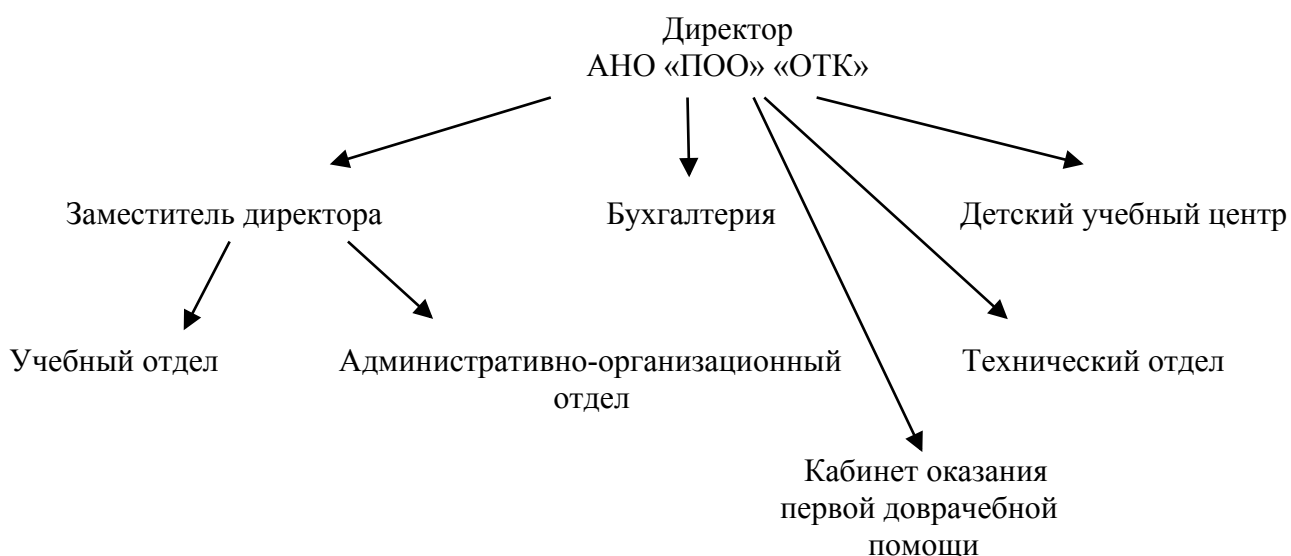 Директор
АНО «ПОО» «ОТК»
Заместитель директора
Бухгалтерия
Детский учебный центр
Учебный отдел
Административно-организационный
отдел
Технический отдел
Кабинет оказания
первой доврачебной
помощи